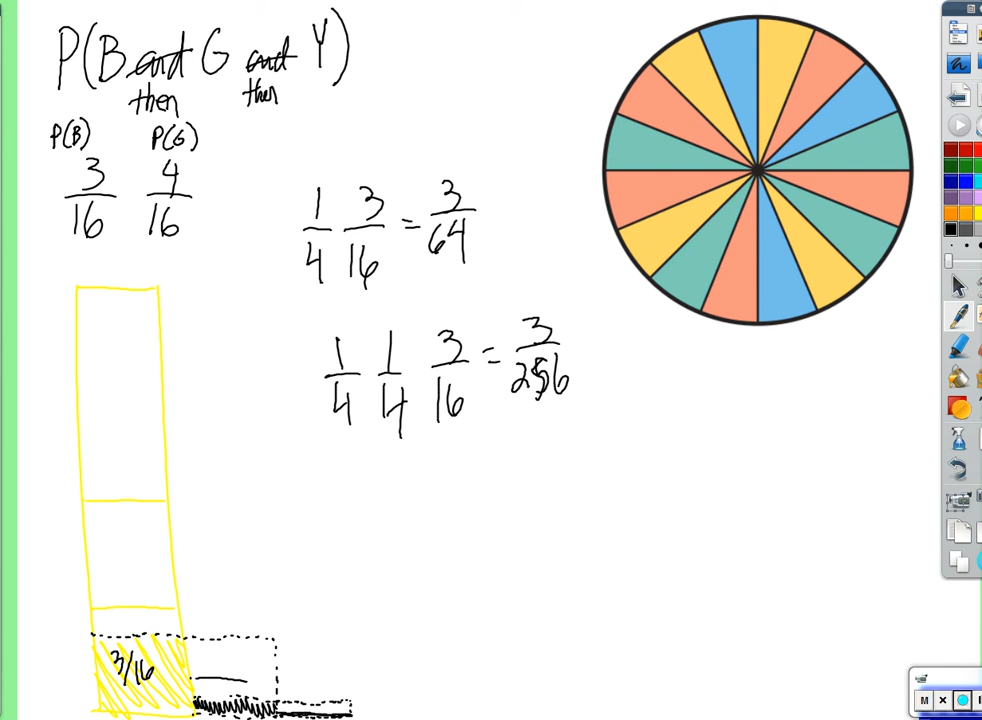 P(B and G and Y)
then then
P(B) P(G)
3/16 4/16
1/4 3/16 = 3/64
1/4 1/4 3/16 = 3/256
3/16
M